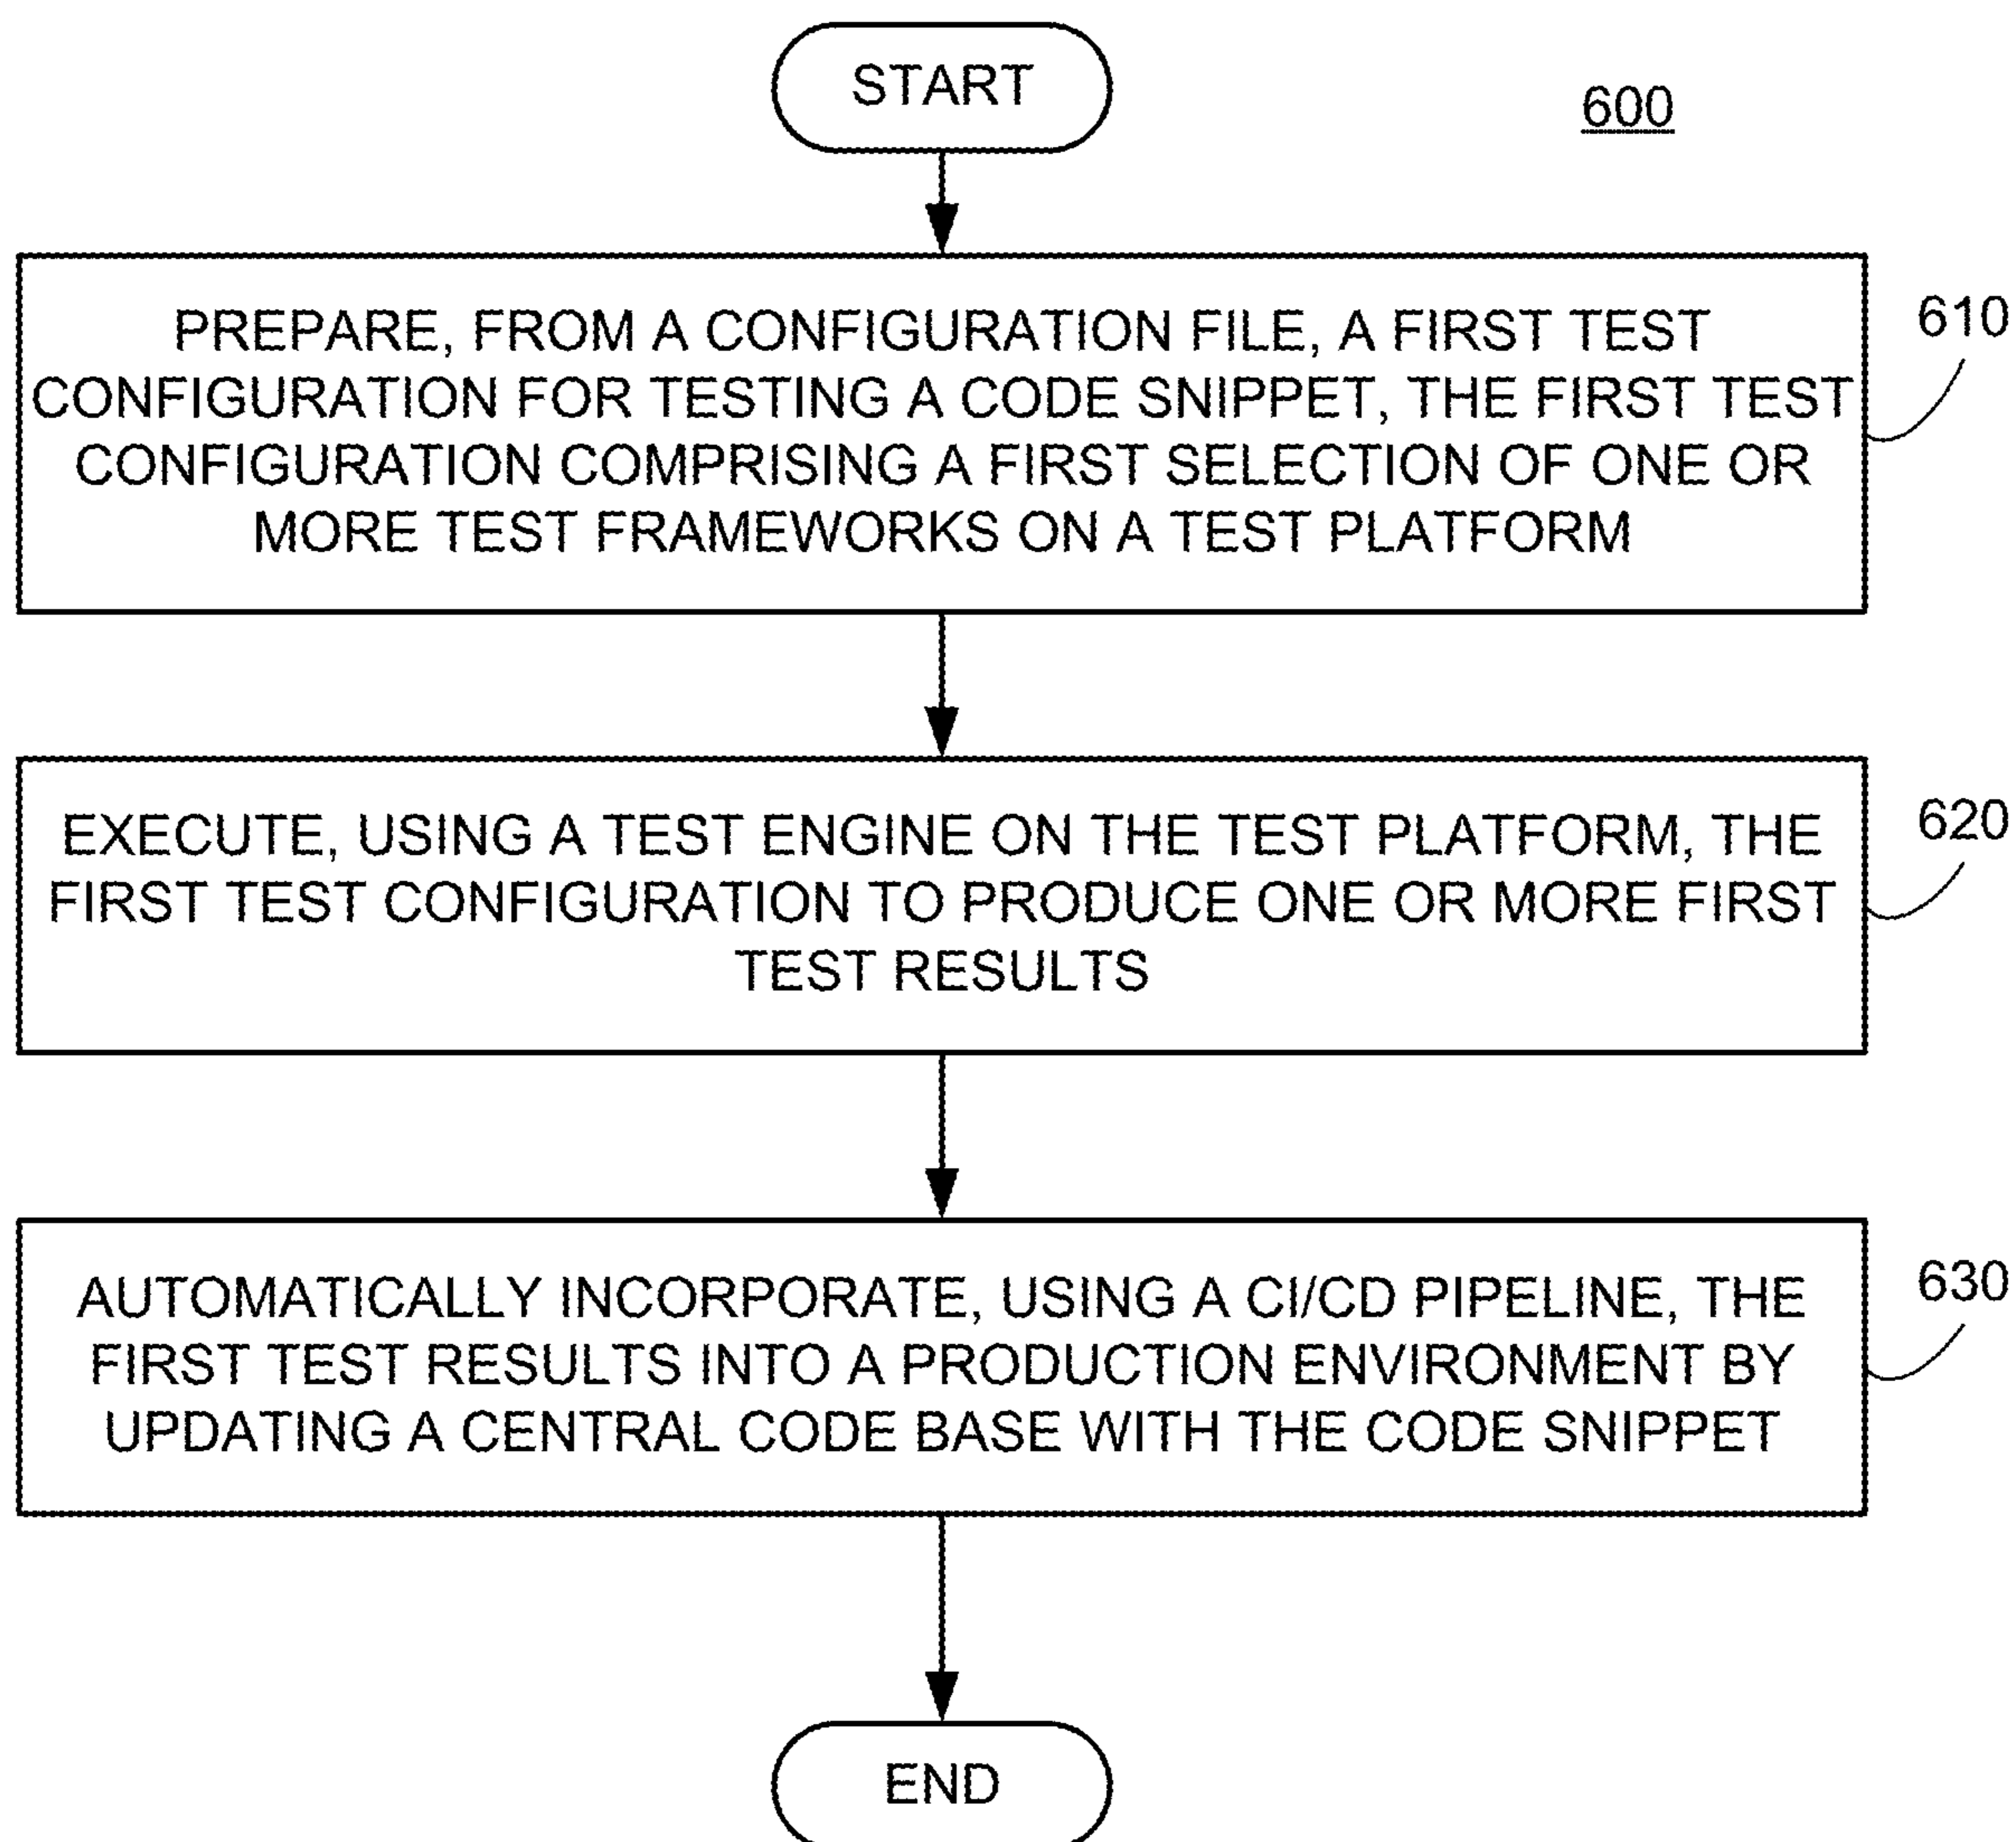 START
600
PREPARE, FROM A CONFIGURATION FILE, A FIRST TEST
CONFIGURATION FOR TESTING A CODE SNIPPET, THE FIRST TEST
CONFIGURATION COMPRISING A FIRST SELECTION OF ONE OR
MORE TEST FRAMEWORKS ON A TEST PLATFORM
610
EXECUTE, USING A TEST ENGINE ON THE TEST PLATFORM, THE
FIRST TEST CONFIGURATION TO PRODUCE ONE OR MORE FIRST
TEST RESULTS
620
AUTOMATICALLY INCORPORATE, USING A CI/CD PIPELINE, THE
FIRST TEST RESULTS INTO A PRODUCTION ENVIRONMENT BY
UPDATING A CENTRAL CODE BASE WITH THE CODE SNIPPET
630
END